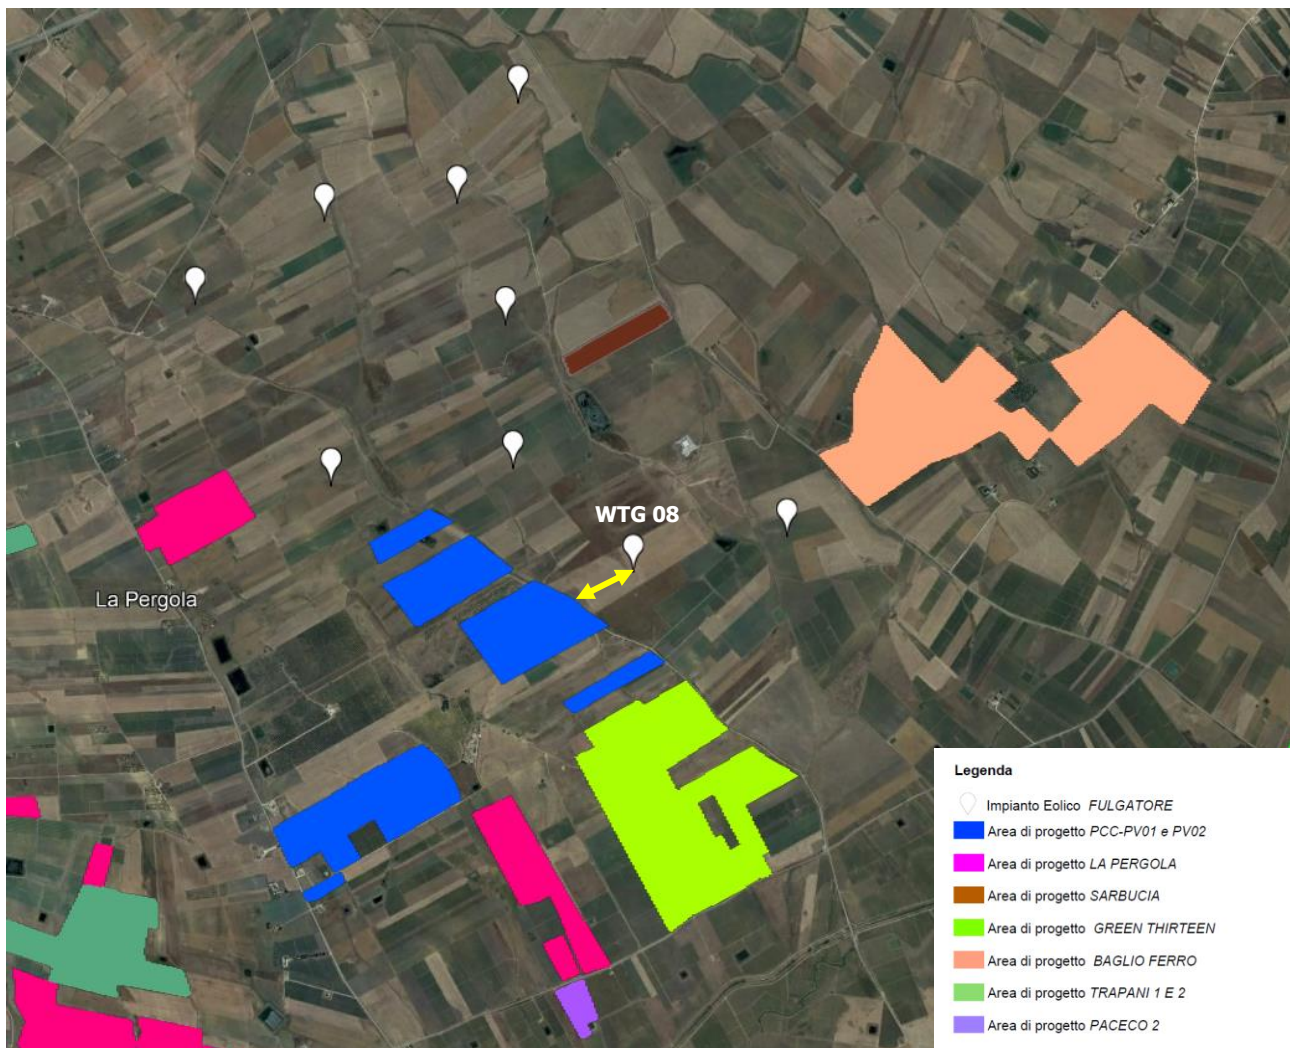 WTG 08
La Pergola
Legenda
Impianto Eolico FULGATORE
Area di progetto PCC-PV01 e PV02
Area di progetto LA PERGOLA
Area di progetto SARBUCIA
Area di progetto GREEN THIRTEEN
Area di progetto BAGLIO FERRO
Area di progetto TRAPANI 1 E 2
Area di progetto PACECO 2